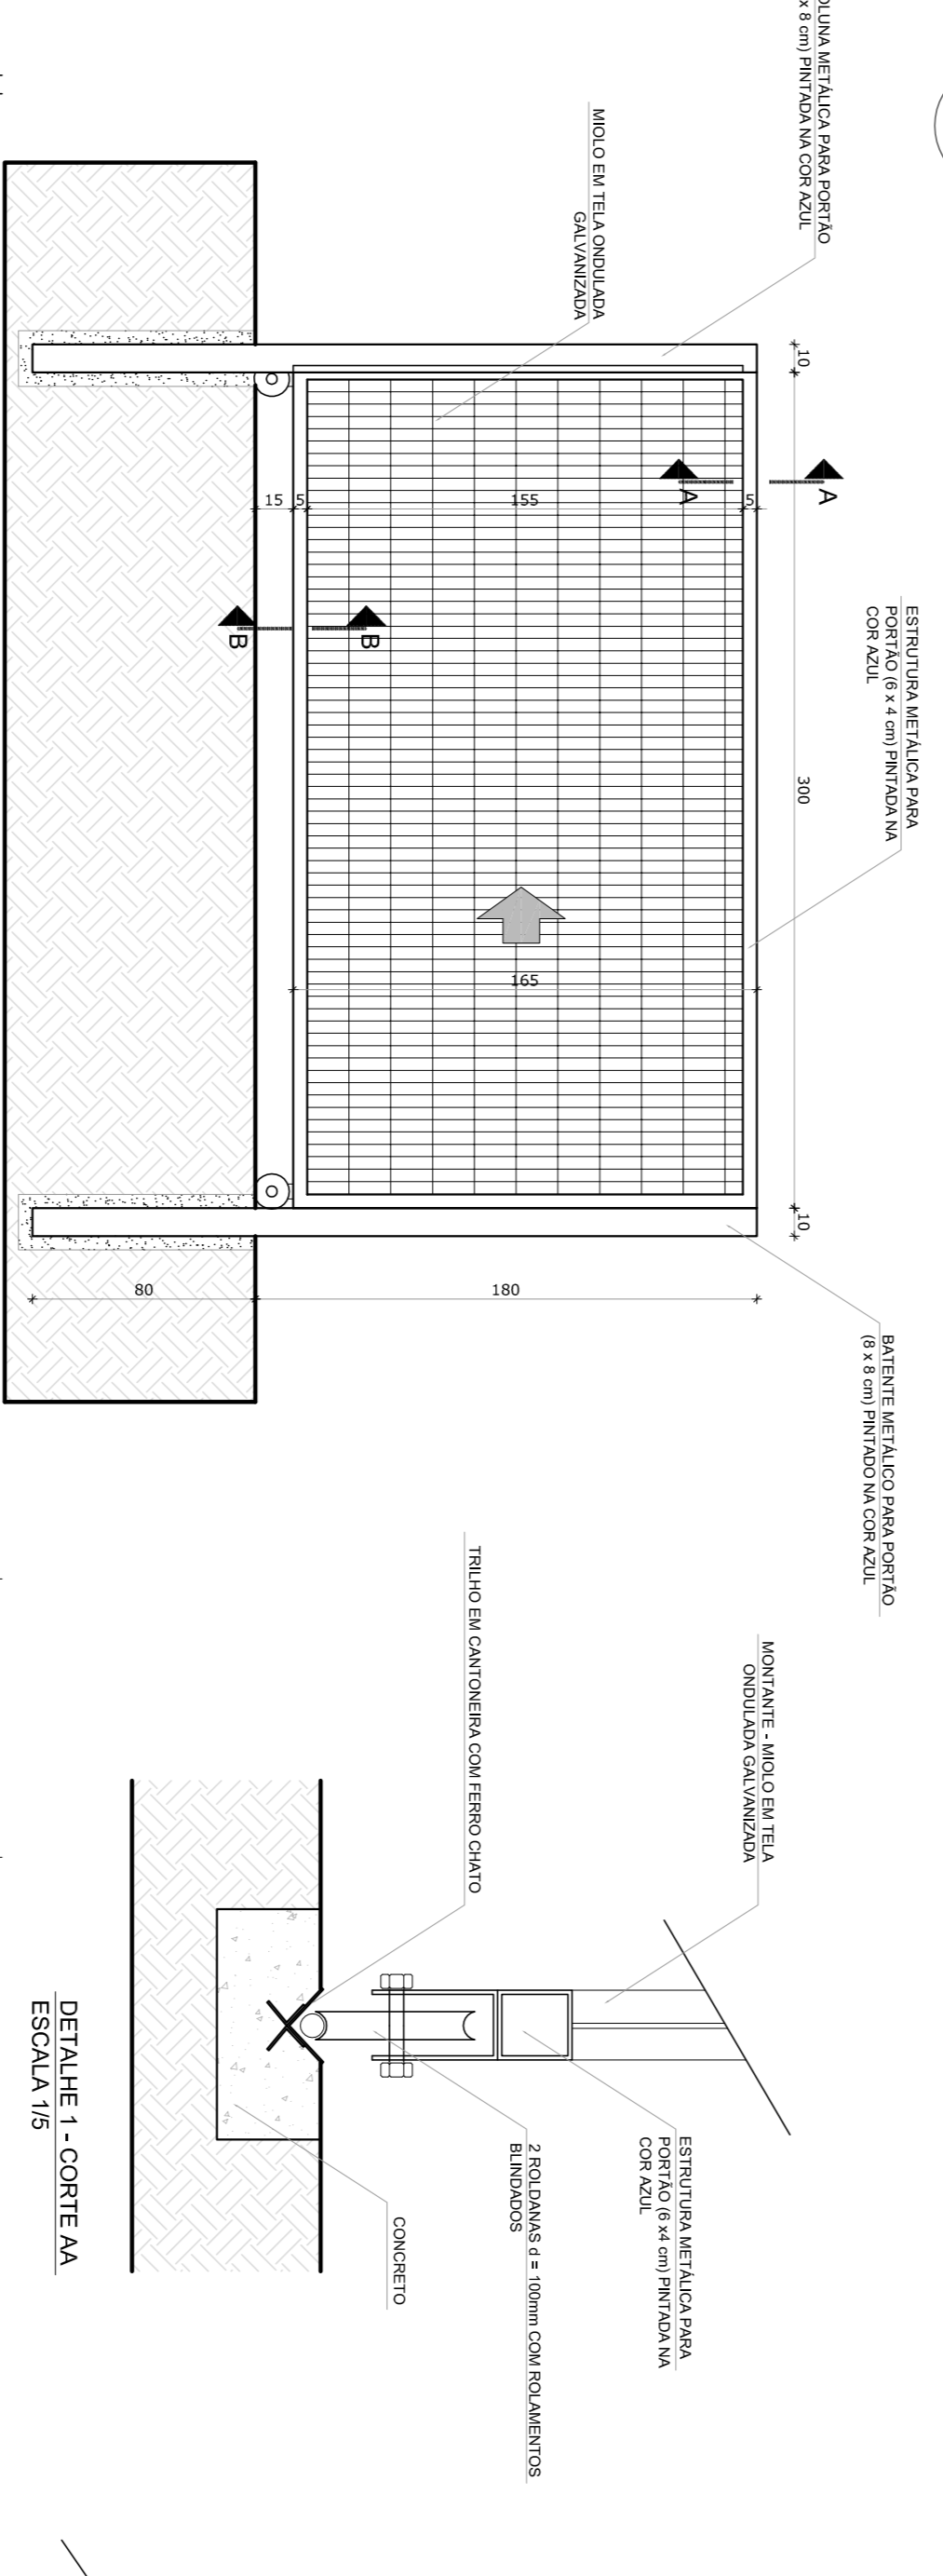 COLUNA METÁLICA PARA PORTÃO
x 8 cm) PINTADA NA COR AZUL
MIOLO EM TELA ONDULADA
GALVANIZADA
ESTRUTURA METÁLICA PARA
PORTÃO (6 x 4 cm) PINTADA NA
COR AZUL
BATENTE METÁLICO PARA PORTÃO
(8 x 8 cm) PINTADO NA COR AZUL
10
300
10
A
A
5
155
5
15
B
B
165
180
80
MONTANTE - MIOLO EM TELA
ONDULADA GALVANIZADA
TRILHO EM CANTONEIRA COM FERRO CHATO
ESTRUTURA METÁLICA PARA
PORTÃO (6 x4 cm) PINTADA NA
COR AZUL
2 ROLDANAS d = 100mm COM ROLAMENTOS
BLINDADOS
CONCRETO
DETALHE 1 - CORTE AA
ESCALA 1/5